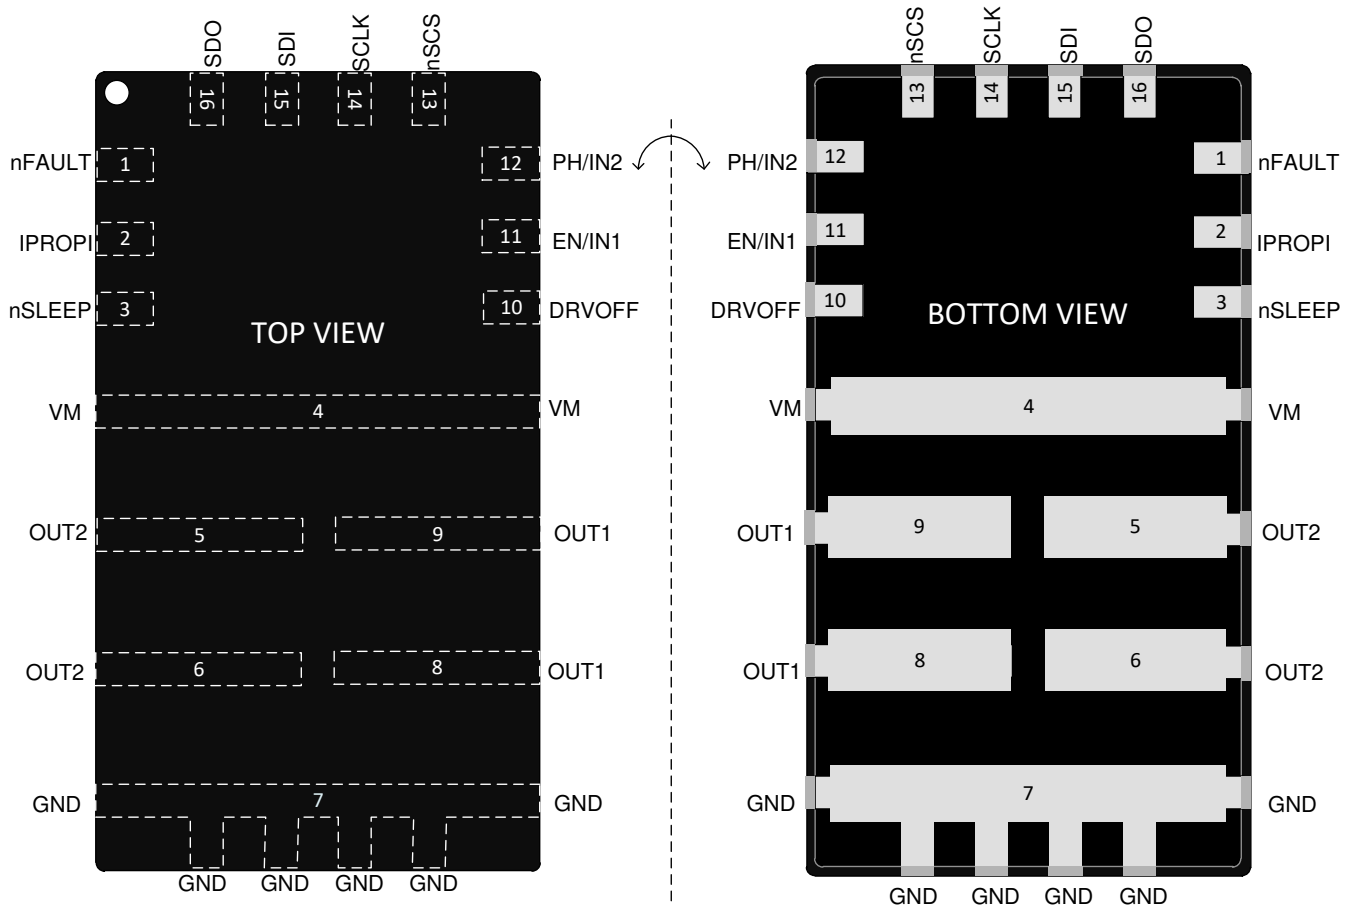 SDO SDI SCLK nSCS
16 15 14 13
nFAULT 1 12 PH/IN2
IPROPI 2 11 EN/IN1
nSLEEP 3 10 DRVOFF
TOP VIEW
VM 4 VM
OUT2 5 9 OUT1
OUT2 6 8 OUT1
GND 7 GND
GND GND GND GND
nSCS SCLK SDI SDO
13 14 15 16
PH/IN2 12 1 nFAULT
EN/IN1 11 2 IPROPI
DRVOFF 10 3 nSLEEP
BOTTOM VIEW
VM 4 VM
OUT1 9 5 OUT2
OUT1 8 6 OUT2
GND 7 GND
GND GND GND GND